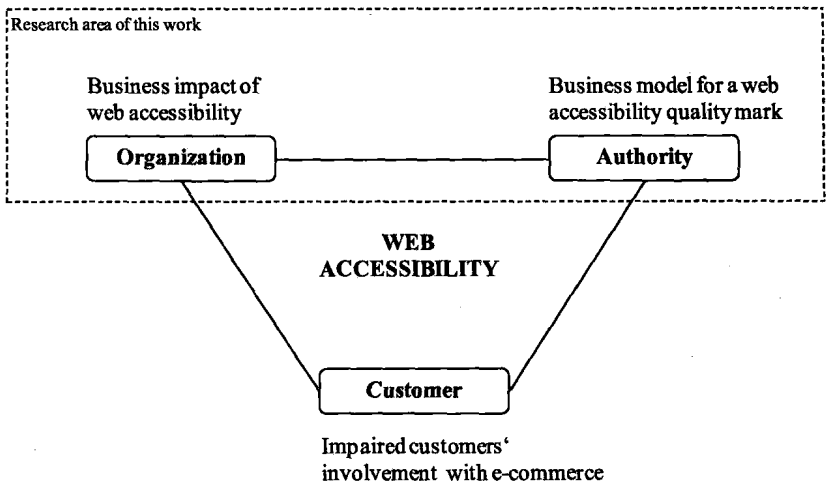 Research area of this work
Business impact of
web accessibility
Business model for a web
accessibility quality mark
Organization
Authority
WEB
ACCESSIBILITY
Customer
Impaired customers‘
involvement with e-commerce